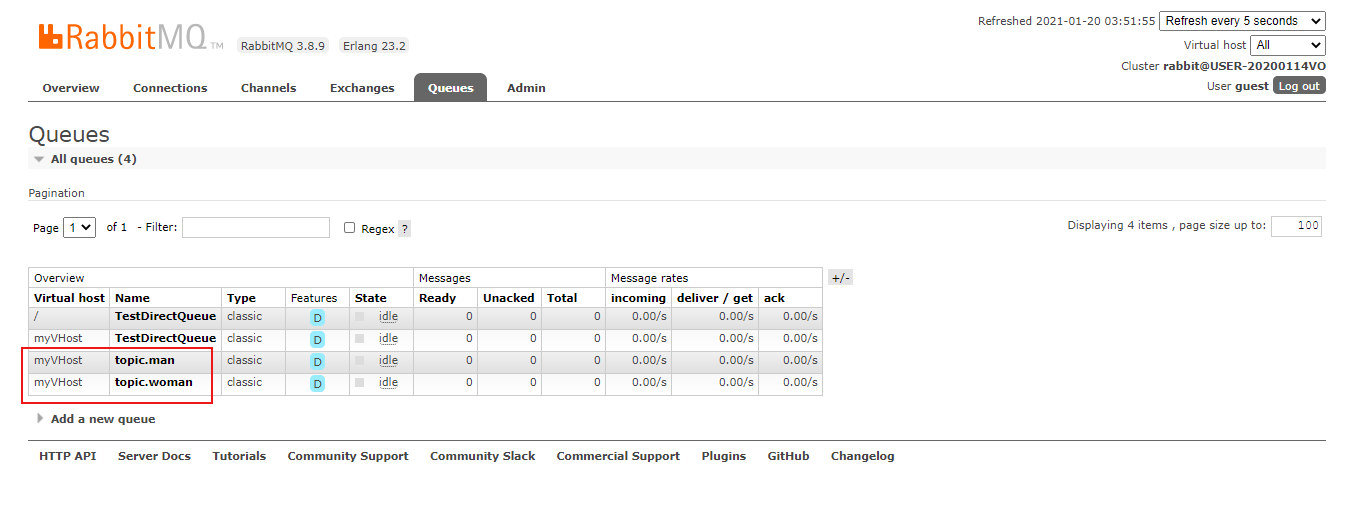 Refreshed 2021-01-20 03:51:55 Refresh every 5 seconds
RabbitMQ TM RabbitMQ 3.8.9 Erlang 23.2
Virtual host All
Cluster rabbit@USER-20200114VO
User guest Log out
Overview Connections Channels Exchanges Queues Admin
Queues
All queues (4)
Pagination
Page 1 of 1 - Filter: Regex ?
Displaying 4 items , page size up to: 100
Overview Messages Message rates +/-
Virtual host Name Type Features State Ready Unacked Total incoming deliver / get ack
/ TestDirectQueue classic D idle 0 0 0 0.00/s 0.00/s 0.00/s
myVHost TestDirectQueue classic D idle 0 0 0 0.00/s 0.00/s 0.00/s
myVHost topic.man classic D idle 0 0 0 0.00/s 0.00/s 0.00/s
myVHost topic.woman classic D idle 0 0 0 0.00/s 0.00/s 0.00/s
Add a new queue
HTTP API Server Docs Tutorials Community Support Community Slack Commercial Support Plugins GitHub Changelog